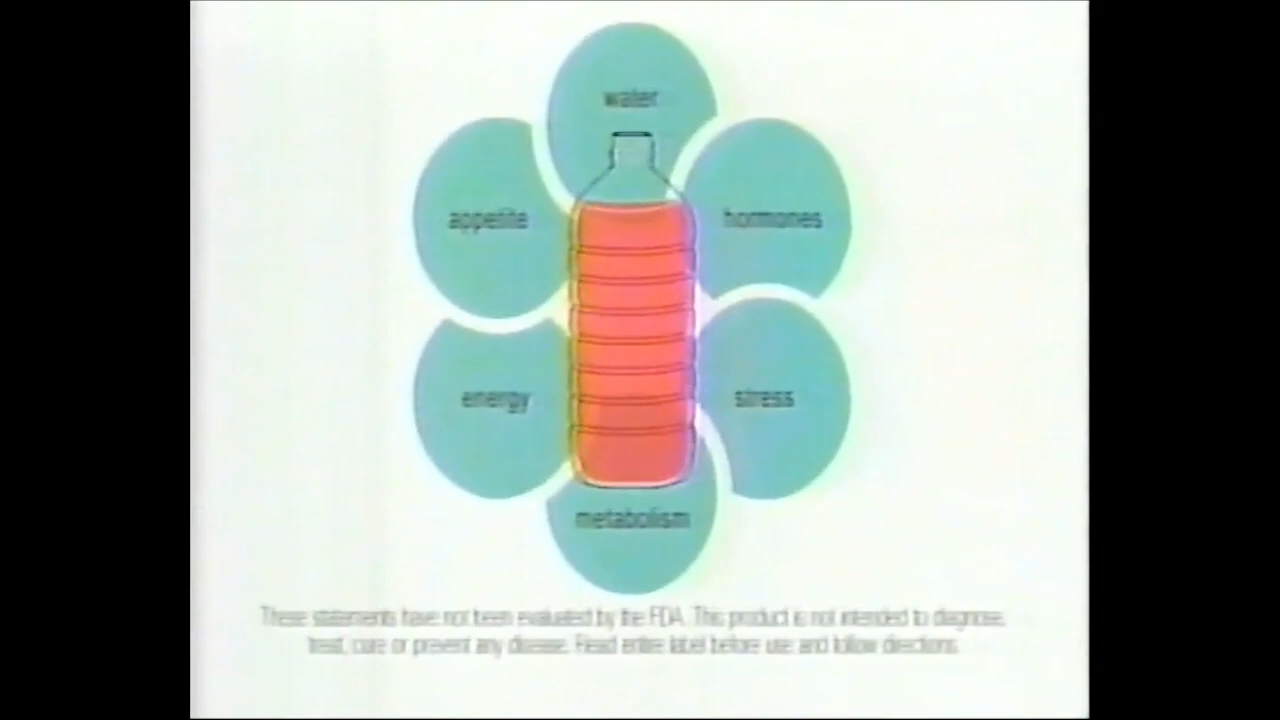 water
appetite
hormones
energy
stress
metabolism
These statements have not been evaluated by the FDA. This product is not intended to diagnose,
treat, cure or prevent any disease. Read entire label before use and follow directions.